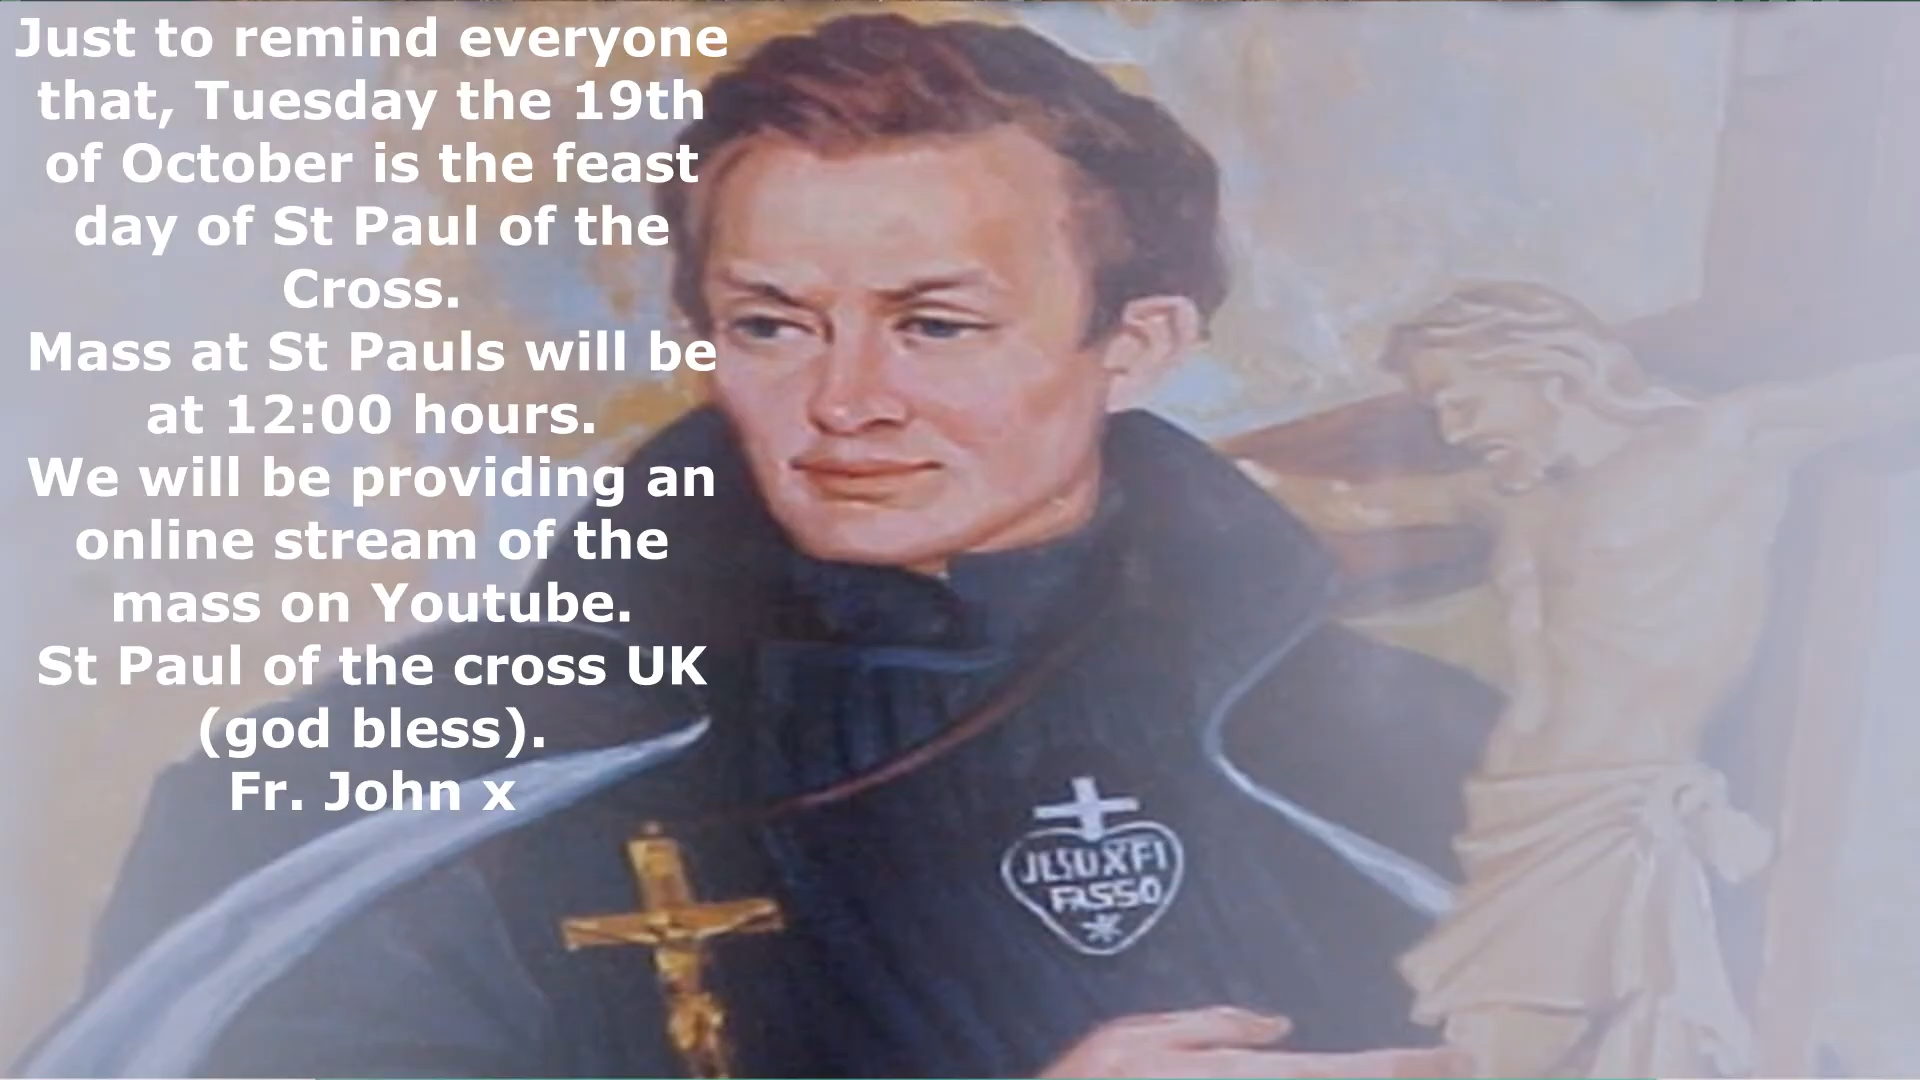 Just to remind everyone
that, Tuesday the 19th
of October is the feast
day of St Paul of the
Cross.
Mass at St Pauls will be
at 12:00 hours.
We will be providing an
online stream of the
mass on Youtube.
St Paul of the cross UK
(god bless).
Fr. John x
JESU XPI
PASSO